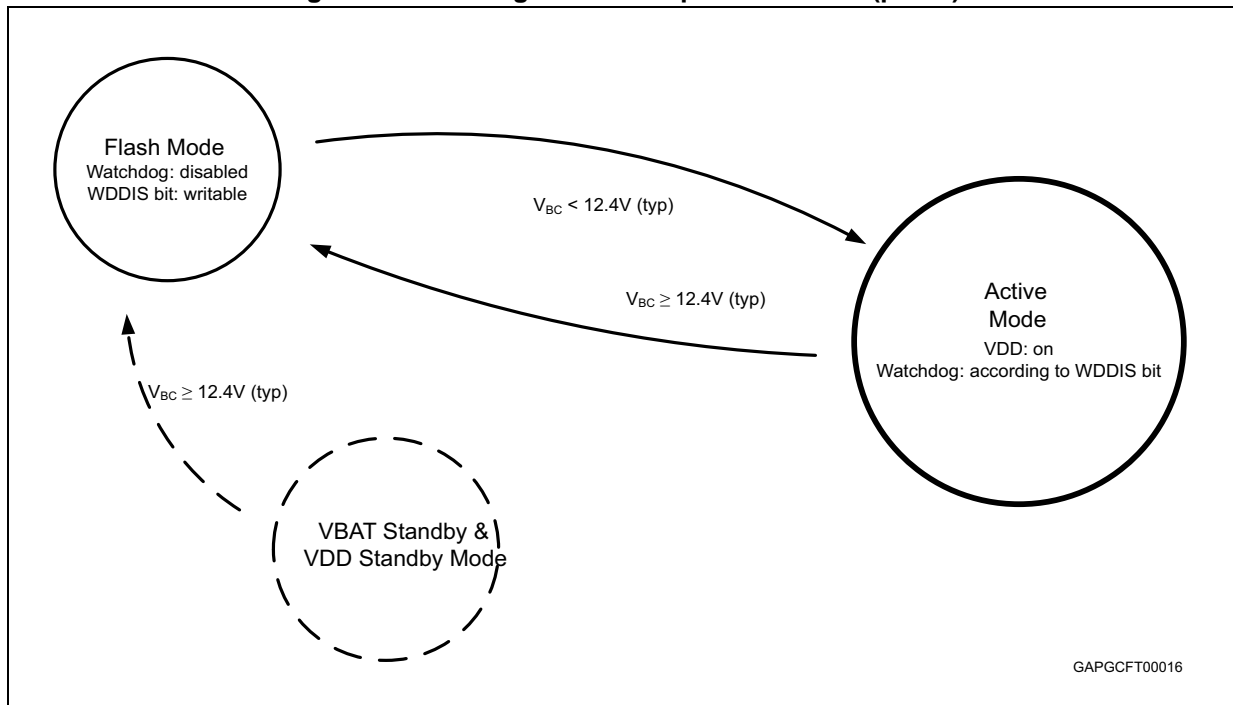 Flash Mode
Watchdog: disabled
WDDIS bit: writable
V_BC < 12.4V (typ)
V_BC ≥ 12.4V (typ)
Active
Mode
VDD: on
Watchdog: according to WDDIS bit
V_BC ≥ 12.4V (typ)
VBAT Standby &
VDD Standby Mode
GAPGCFT00016